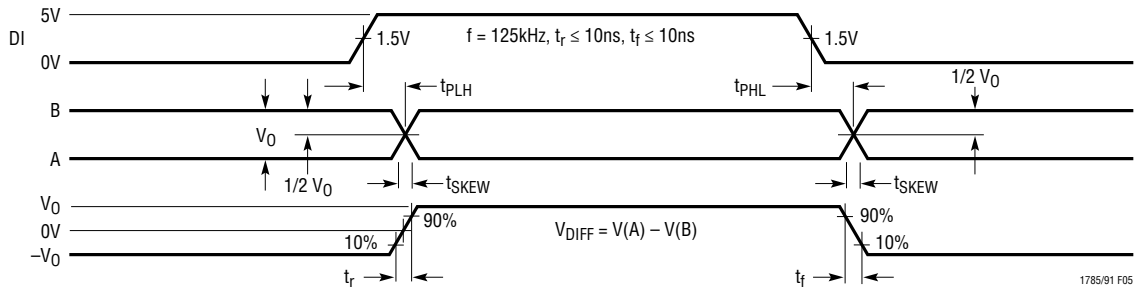 5V
DI
1.5V
f = 125kHz, tr ≤ 10ns, tf ≤ 10ns
1.5V
0V
tPLH
tPHL
1/2 VO
B
VO
A
1/2 VO
tSKEW
tSKEW
VO
90%
90%
0V
VDIFF = V(A) – V(B)
10%
10%
–VO
tr
tf
1785/91 F05